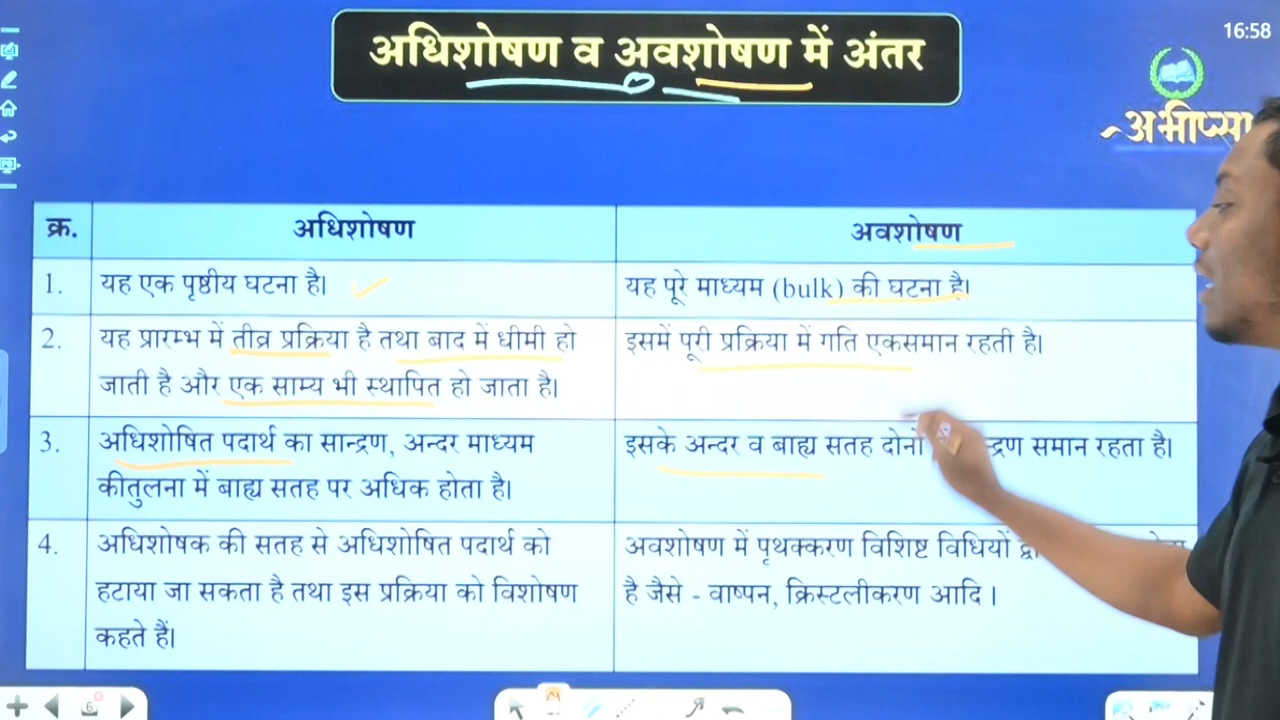 अधिशोषण व अवशोषण में अंतर
16:58
अभीप्सा
क्र.
अधिशोषण
अवशोषण
1.
यह एक पृष्ठीय घटना है।
यह पूरे माध्यम (bulk) की घटना है।
2.
यह प्रारम्भ में तीव्र प्रक्रिया है तथा बाद में धीमी हो
जाती है और एक साम्य भी स्थापित हो जाता है।
इसमें पूरी प्रक्रिया में गति एकसमान रहती है।
3.
अधिशोषित पदार्थ का सान्द्रण, अन्दर माध्यम
कीतुलना में बाह्य सतह पर अधिक होता है।
इसके अन्दर व बाह्य सतह दोनों समान रहता है।
4.
अधिशोषक की सतह से अधिशोषित पदार्थ को
हटाया जा सकता है तथा इस प्रक्रिया को विशोषण
कहते हैं।
अवशोषण में पृथक्करण विशिष्ट विधियों
है जैसे - वाष्पन, क्रिस्टलीकरण आदि ।
6